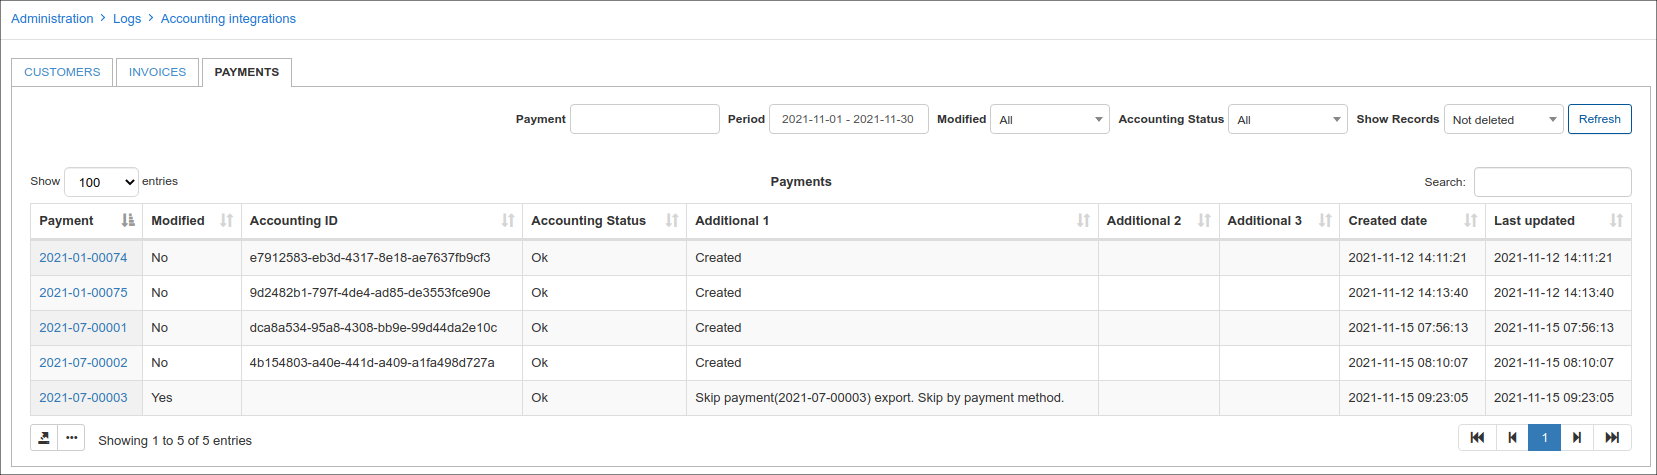 Administration > Logs > Accounting integrations
CUSTOMERS INVOICES PAYMENTS
Payment Period 2021-11-01 - 2021-11-30 Modified All Accounting Status All Show Records Not deleted Refresh
Show 100 entries Payments Search:
Payment Modified Accounting ID Accounting Status Additional 1 Additional 2 Additional 3 Created date Last updated
2021-01-00074 No e7912583-eb3d-4317-8e18-ae7637fb9cf3 Ok Created 2021-11-12 14:11:21 2021-11-12 14:11:21
2021-01-00075 No 9d2482b1-797f-4de4-ad85-de3553fce90e Ok Created 2021-11-12 14:13:40 2021-11-12 14:13:40
2021-07-00001 No dca8a534-95a8-4308-bb9e-99d44da2e10c Ok Created 2021-11-15 07:56:13 2021-11-15 07:56:13
2021-07-00002 No 4b154803-a40e-441d-a409-a1fa498d727a Ok Created 2021-11-15 08:10:07 2021-11-15 08:10:07
2021-07-00003 Yes Ok Skip payment(2021-07-00003) export. Skip by payment method. 2021-11-15 09:23:05 2021-11-15 09:23:05
Showing 1 to 5 of 5 entries 1